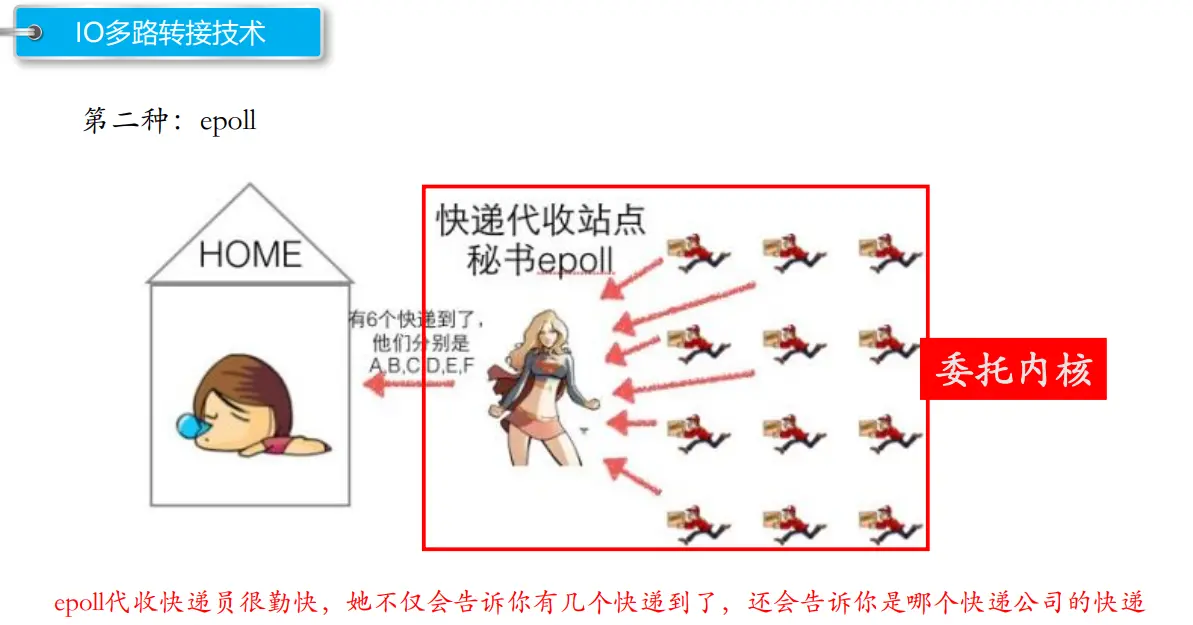 IO多路转接技术
第二种：epoll
HOME
快递代收站点
秘书epoll
有6个快递到了，
他们分别是
A,B,C,D,E,F
委托内核
epoll代收快递员很勤快，她不仅会告诉你有几个快递到了，还会告诉你是哪个快递公司的快递